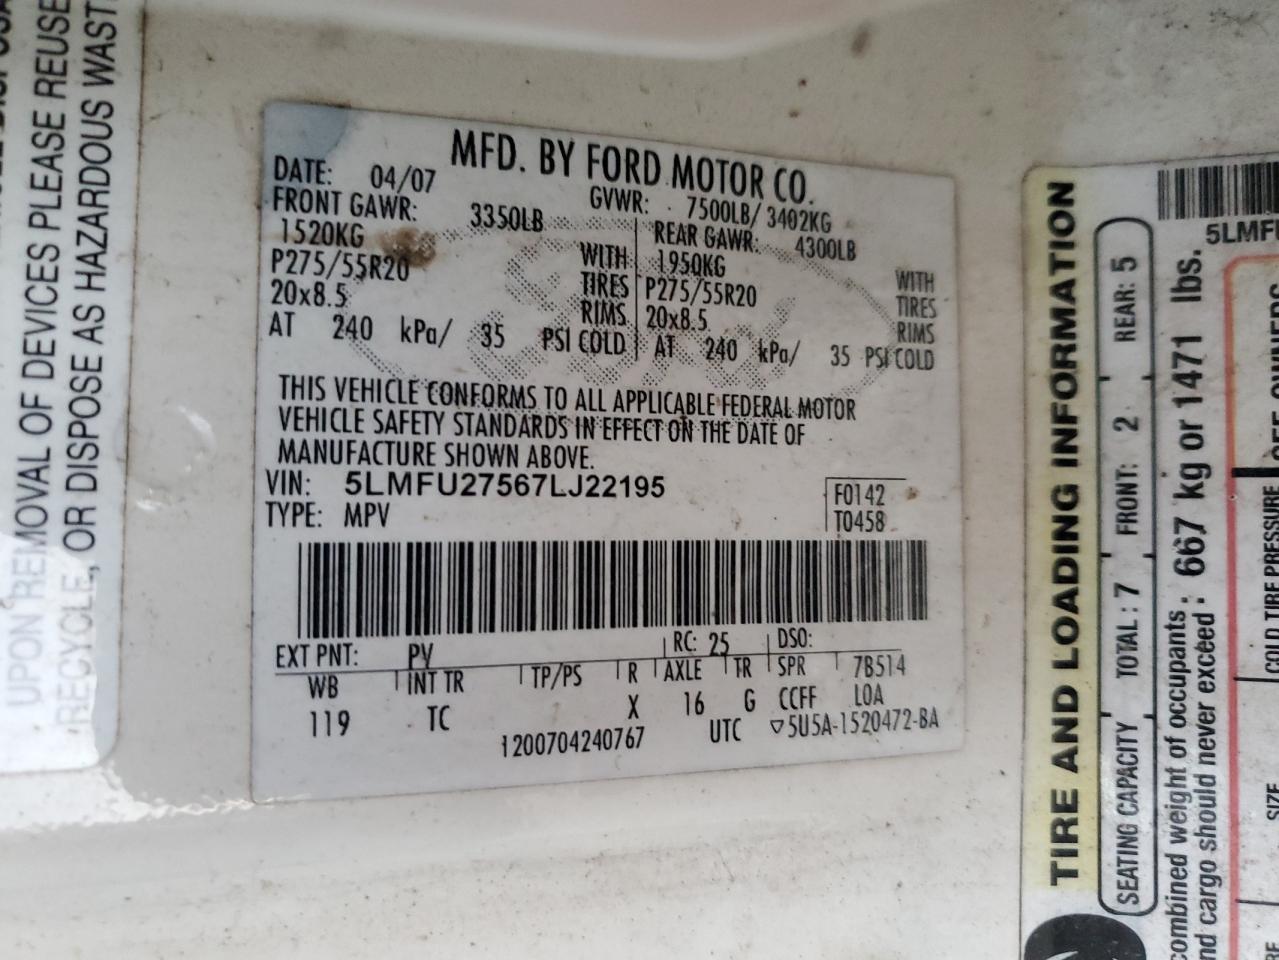 UPON REMOVAL OF DEVICES PLEASE REUSE
RECYCLE, OR DISPOSE AS HAZARDOUS WAST
MFD. BY FORD MOTOR CO.
DATE: 04/07
GVWR: 7500LB/ 3402KG
FRONT GAWR: 3350LB
REAR GAWR: 4300LB
1520KG WITH
1950KG WITH
P275/55R20 TIRES
P275/55R20 TIRES
20x8.5 RIMS
20x8.5 RIMS
AT 240 kPa/ 35 PSI COLD
AT 240 kPa/ 35 PSI COLD
THIS VEHICLE CONFORMS TO ALL APPLICABLE FEDERAL MOTOR
VEHICLE SAFETY STANDARDS IN EFFECT ON THE DATE OF
MANUFACTURE SHOWN ABOVE.
VIN: 5LMFU27567LJ22195
TYPE: MPV
F0142
T0458
EXT PNT: PV RC: 25 DSO:
WB INT TR TP/PS R AXLE TR SPR 7B514
119 TC X 16 G CCFF LOA
1200704240767 UTC ▽5U5A-1520472-BA
TIRE AND LOADING INFORMATION
SEATING CAPACITY TOTAL: 7 FRONT: 2 REAR: 5
combined weight of occupants
nd cargo should never exceed : 667 kg or 1471 lbs.
5LMF
SIZE COLD TIRE PRESSURE